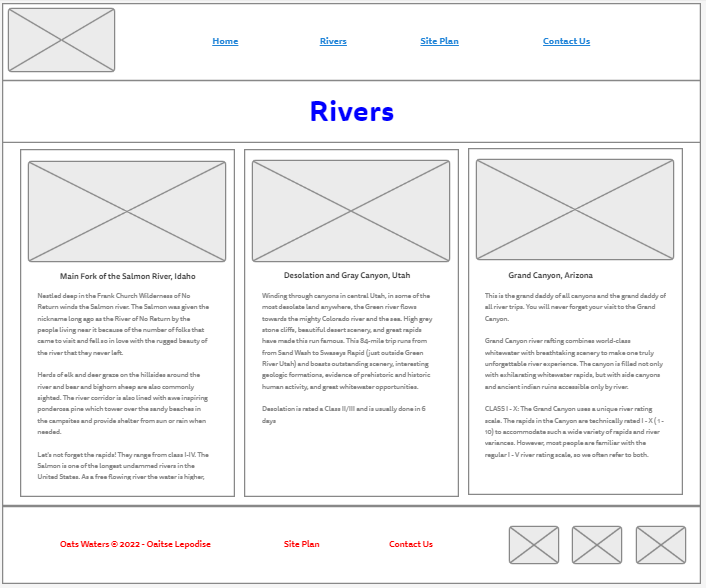 Home Rivers Site Plan Contact Us
Rivers
Main Fork of the Salmon River, Idaho
Nestled deep in the Frank Church Wilderness of No
Return winds the Salmon river. The Salmon was given the
nickname long ago as the River of No Return by the
people living near it because of the number of folks that
came to visit and fell so in love with the rugged beauty of
the river that they never left.
Herds of elk and deer graze on the hillsides around the
river and bear and bighorn sheep are also commonly
sighted. The river corridor is also lined with awe inspiring
ponderosa pine which tower over the sandy beaches in
the campsites and provide shelter from sun or rain when
needed.
Let's not forget the rapids! They range from class I-IV. The
Salmon is one of the longest undammed rivers in the
United States. As a free flowing river the water is higher,
Desolation and Gray Canyon, Utah
Winding through canyons in central Utah, in some of the
most desolate land anywhere, the Green river flows
towards the mighty Colorado river and the sea. High grey
stone cliffs, beautiful desert scenery, and great rapids
have made this run famous. This 84-mile trip runs from
from Sand Wash to Swaseys Rapid (just outside Green
River Utah) and boasts outstanding scenery, interesting
geologic formations, evidence of prehistoric and historic
human activity, and great whitewater opportunities.
Desolation is rated a Class II/III and is usually done in 6
days
Grand Canyon, Arizona
This is the grand daddy of all canyons and the grand daddy of
all river trips. You will never forget your visit to the Grand
Canyon.
Grand Canyon river rafting combines world-class
whitewater with breathtaking scenery to make one truly
unforgettable river experience. The canyon is filled not only
with exhilarating whitewater rapids, but with side canyons
and ancient indian ruins accessible only by river.
CLASS I - X: The Grand Canyon uses a unique river rating
scale. The rapids in the Canyon are technically rated I - X ( 1 -
10) to accommodate such a wide variety of rapids and river
variances. However, most people are familiar with the
regular I - V river rating scale, so we often refer to both.
Oats Waters © 2022 - Oaitse Lepodise Site Plan Contact Us